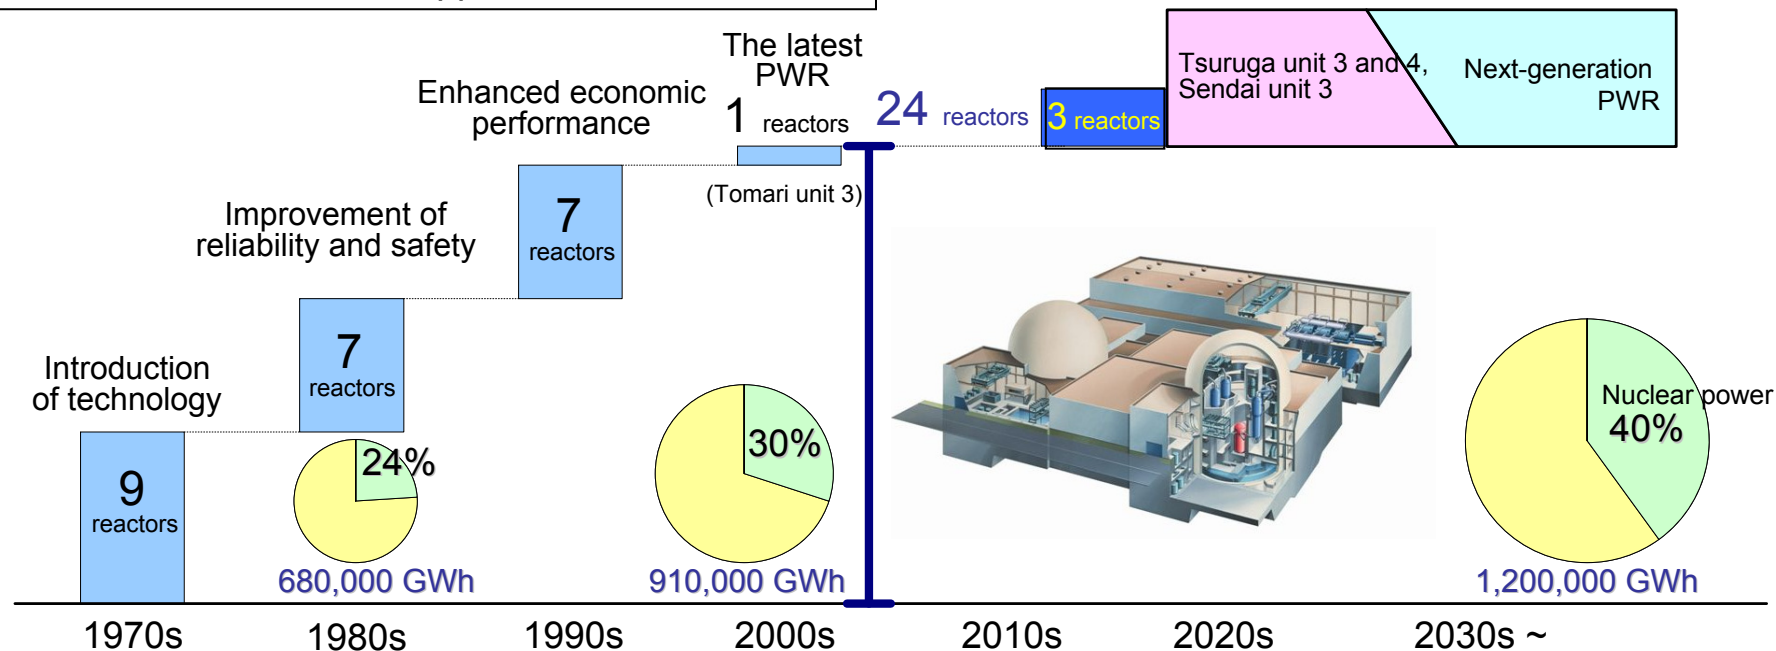 The latest
PWR
Enhanced economic
performance
1 reactors
24 reactors
3 reactors
Tsuruga unit 3 and 4,
Sendai unit 3
Next-generation
PWR
(Tomari unit 3)
Improvement of
reliability and safety
7
reactors
Introduction
of technology
7
reactors
9
reactors
24%
680,000 GWh
30%
910,000 GWh
Nuclear power
40%
1,200,000 GWh
1970s
1980s
1990s
2000s
2010s
2020s
2030s ~